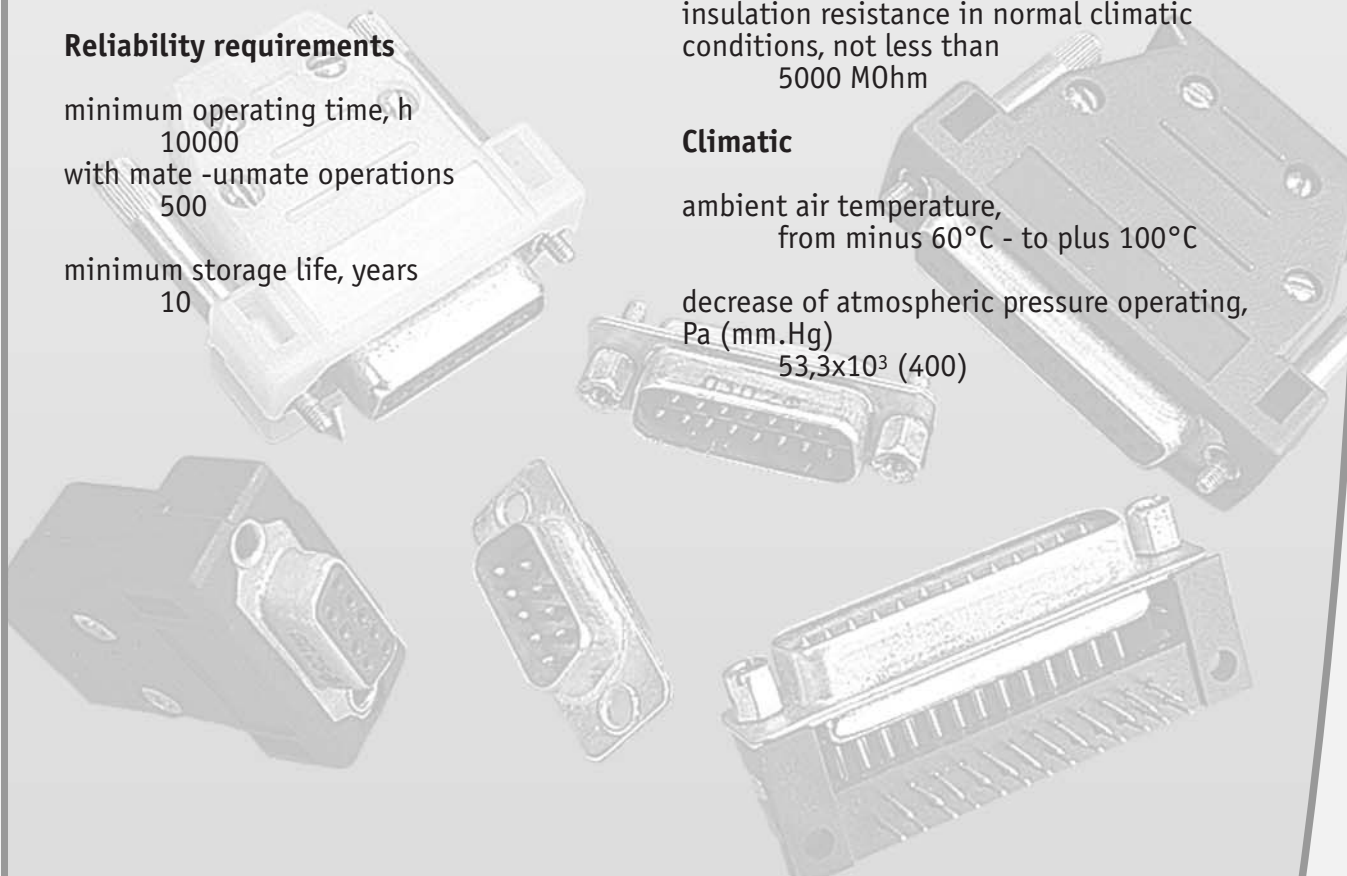 Reliability requirements
minimum operating time, h
10000
with mate -unmate operations
500
minimum storage life, years
10
insulation resistance in normal climatic
conditions, not less than
5000 MOhm
Climatic
ambient air temperature,
from minus 60°C - to plus 100°C
decrease of atmospheric pressure operating,
Pa (mm.Hg)
53,3x10³ (400)